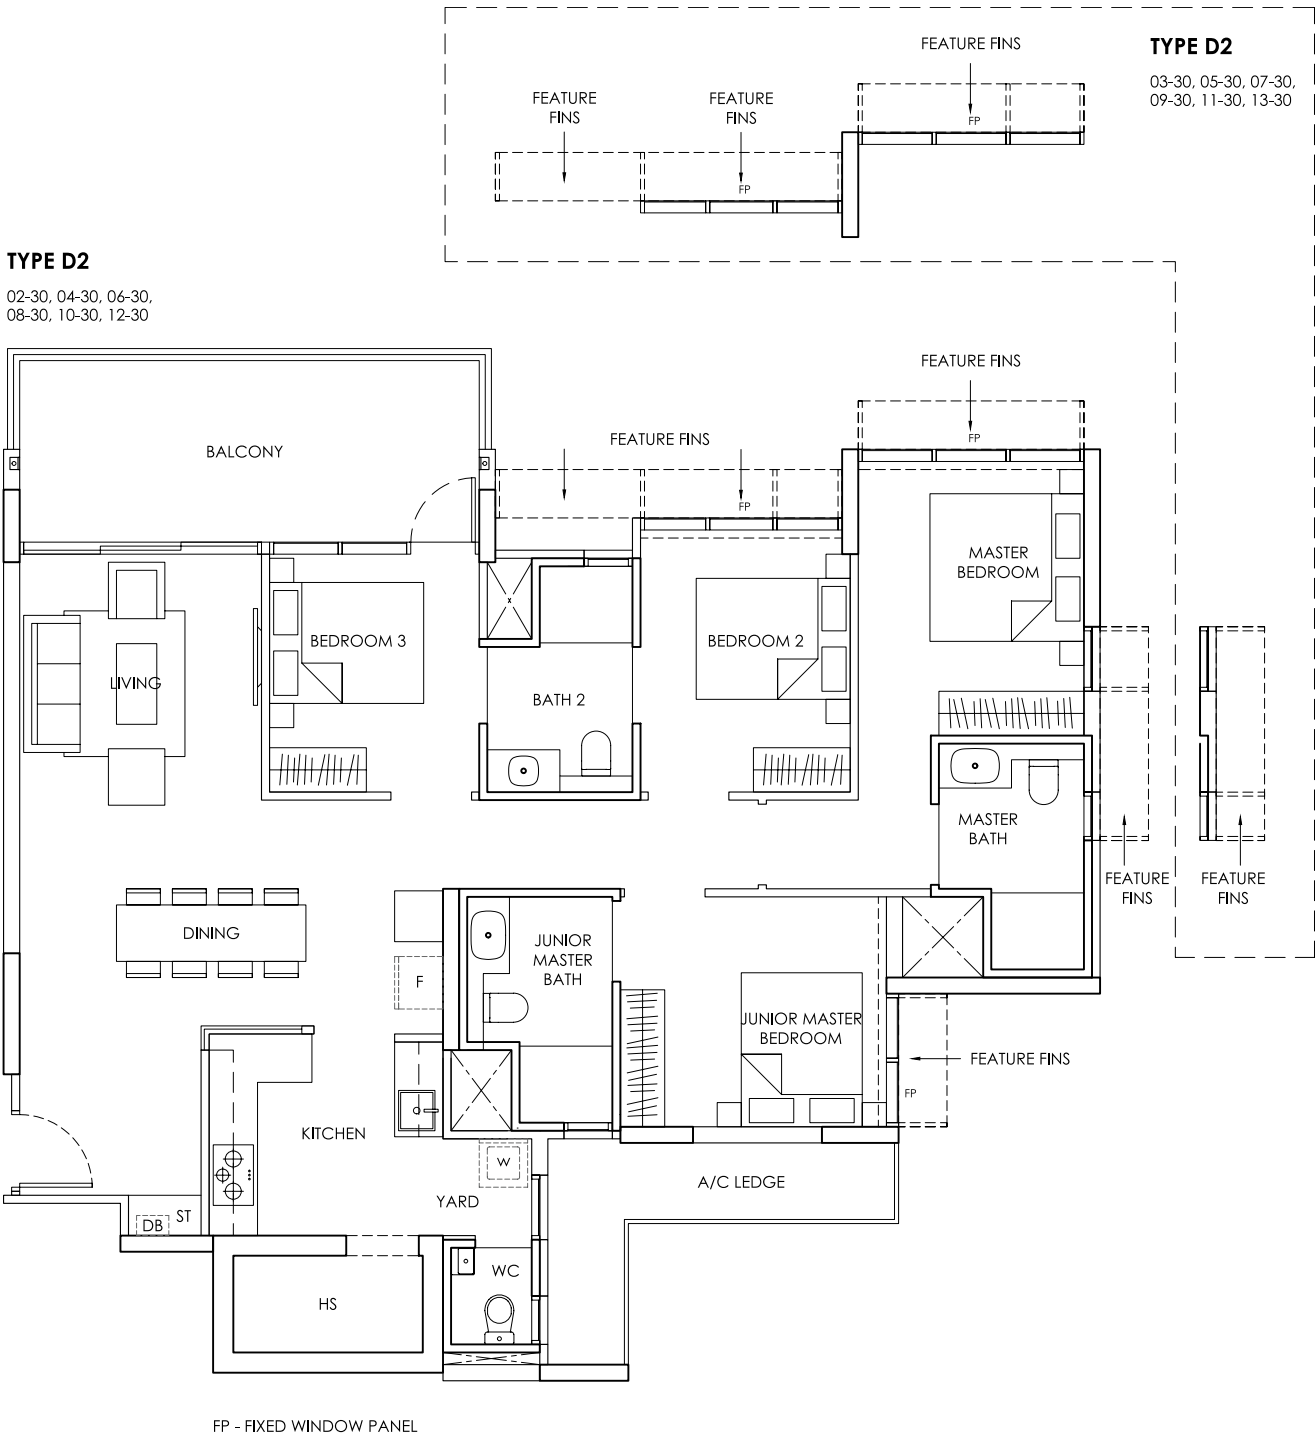 FEATURE FINS
TYPE D2
03-30, 05-30, 07-30,
09-30, 11-30, 13-30
FEATURE
FINS
FEATURE
FINS
FP
FP
TYPE D2
02-30, 04-30, 06-30,
08-30, 10-30, 12-30
FEATURE FINS
FEATURE FINS
FP
BALCONY
FP
MASTER
BEDROOM
BEDROOM 3
BEDROOM 2
LIVING
BATH 2
MASTER
BATH
FEATURE
FINS
FEATURE
FINS
DINING
JUNIOR
MASTER
BATH
F
JUNIOR MASTER
BEDROOM
FEATURE FINS
FP
KITCHEN
W
YARD
A/C LEDGE
ST
DB
WC
HS
FP - FIXED WINDOW PANEL